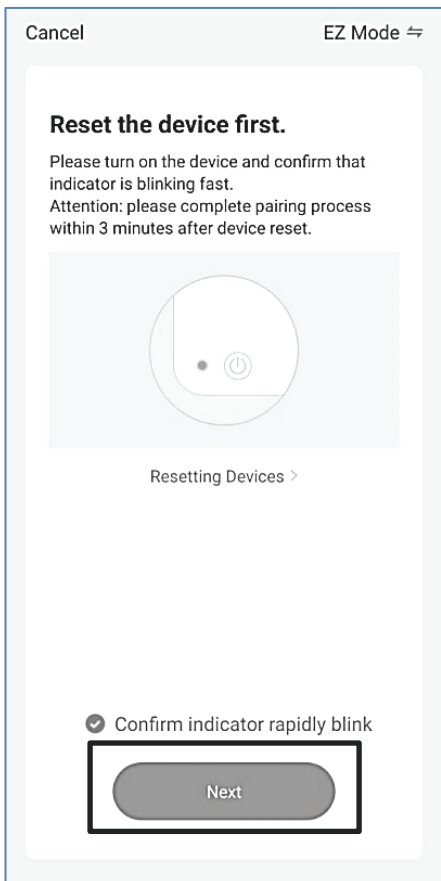 Cancel
EZ Mode ⇋
Reset the device first.
Please turn on the device and confirm that
indicator is blinking fast.
Attention: please complete pairing process
within 3 minutes after device reset.
Resetting Devices >
Confirm indicator rapidly blink
Next